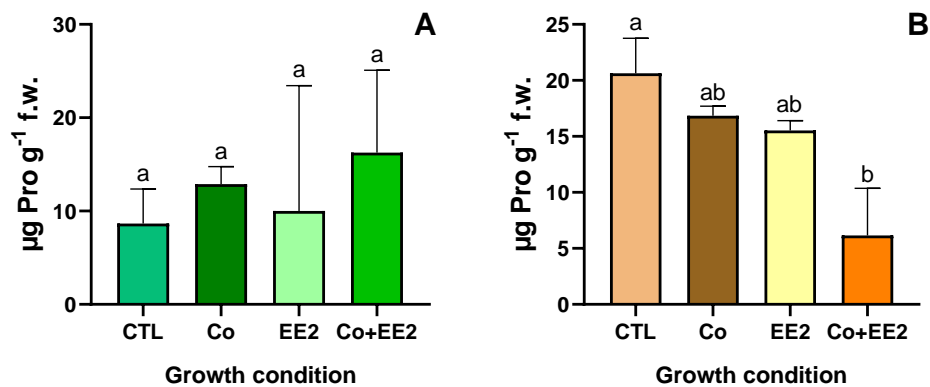 A
µg Pro g⁻¹ f.w.
30
20
10
0
a
a
a
a
CTL
Co
EE2
Co+EE2
Growth condition
B
µg Pro g⁻¹ f.w.
25
20
15
10
5
0
a
ab
ab
b
CTL
Co
EE2
Co+EE2
Growth condition